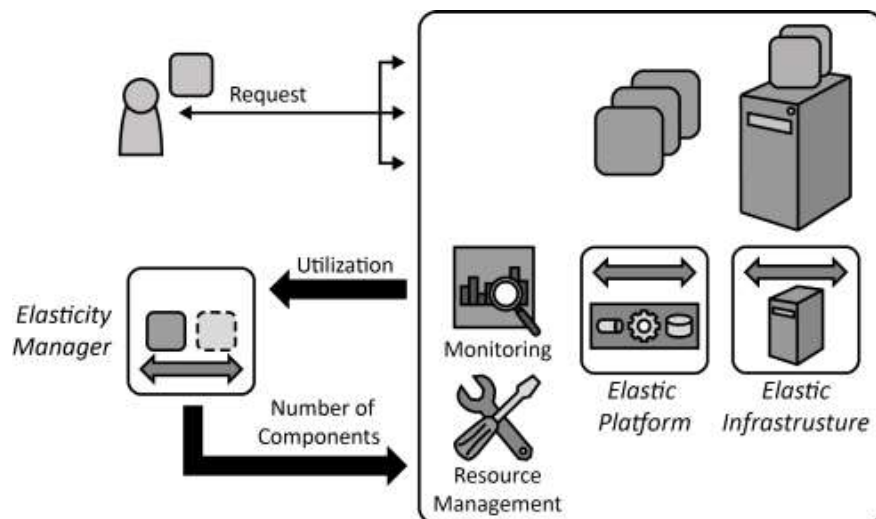 Request
Utilization
Elasticity
Manager
Monitoring
Number of
Components
Resource
Management
Elastic
Platform
Elastic
Infrastrusture